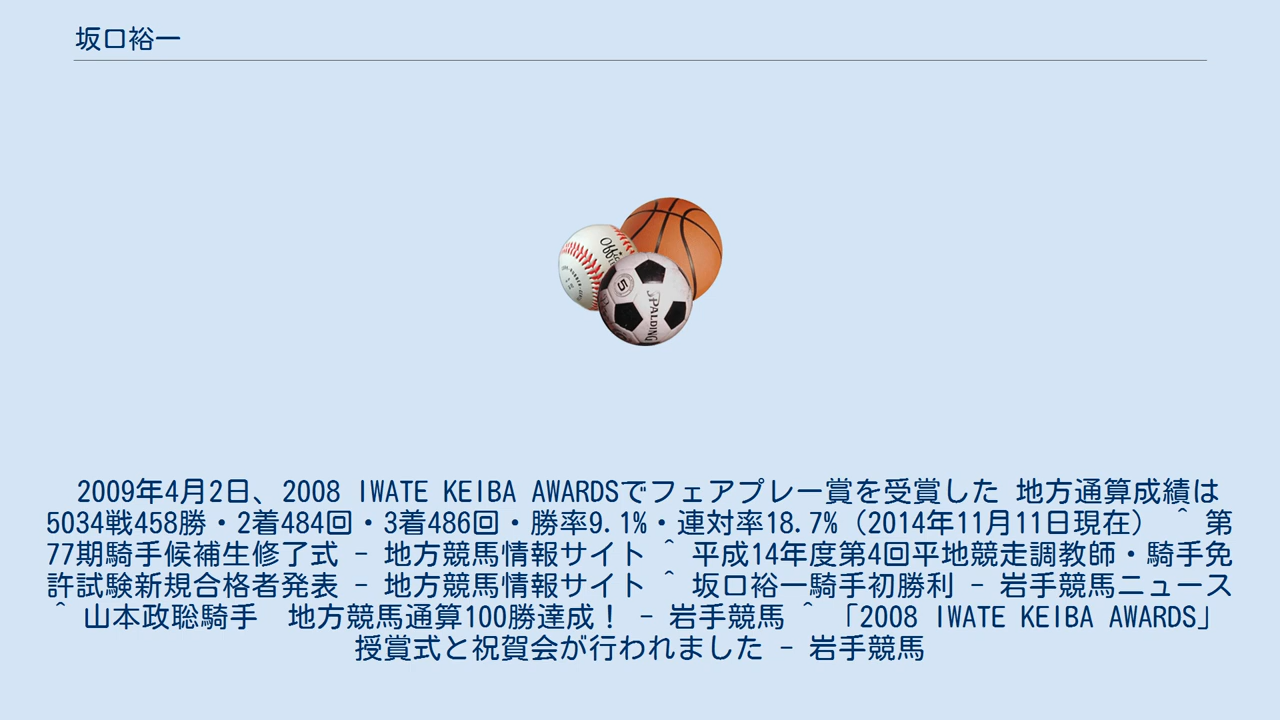 坂口裕一
Offic
5
SPALDING
2009年4月2日、2008 IWATE KEIBA AWARDSでフェアプレー賞を受賞した 地方通算成績は
5034戦458勝・2着484回・3着486回・勝率9.1%・連対率18.7%（2014年11月11日現在） ^ 第
77期騎手候補生修了式 - 地方競馬情報サイト ^ 平成14年度第4回平地競走調教師・騎手免
許試験新規合格者発表 - 地方競馬情報サイト ^ 坂口裕一騎手初勝利 - 岩手競馬ニュース
^ 山本政聡騎手　地方競馬通算100勝達成！ - 岩手競馬 ^ 「2008 IWATE KEIBA AWARDS」
授賞式と祝賀会が行われました - 岩手競馬